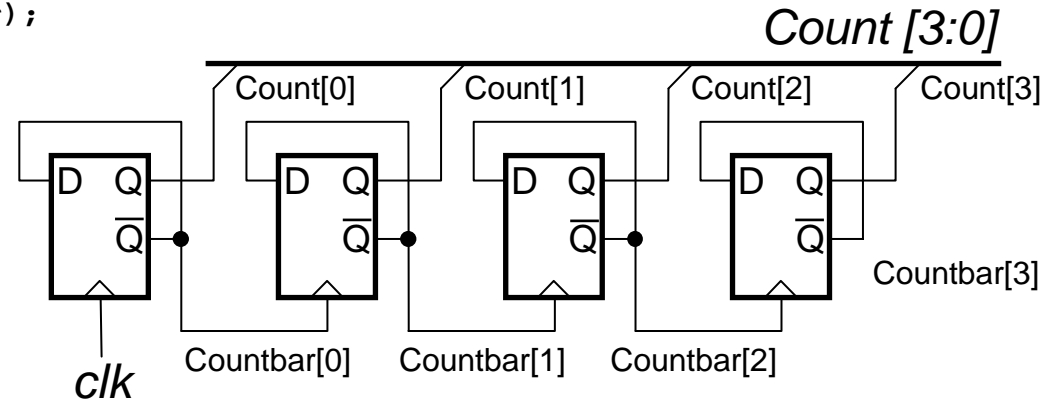 );
Count [3:0]
Count[0] Count[1] Count[2] Count[3]
D Q D Q D Q D Q
Q Q Q Q
Countbar[3]
Countbar[0] Countbar[1] Countbar[2]
clk